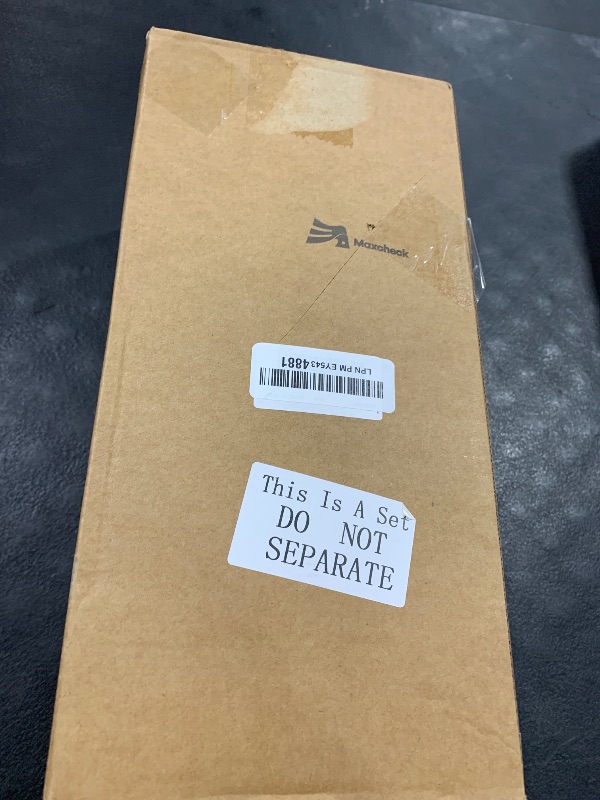 Maxcheck
LPN PM EY543 4881
This Is A Set
DO NOT
SEPARATE